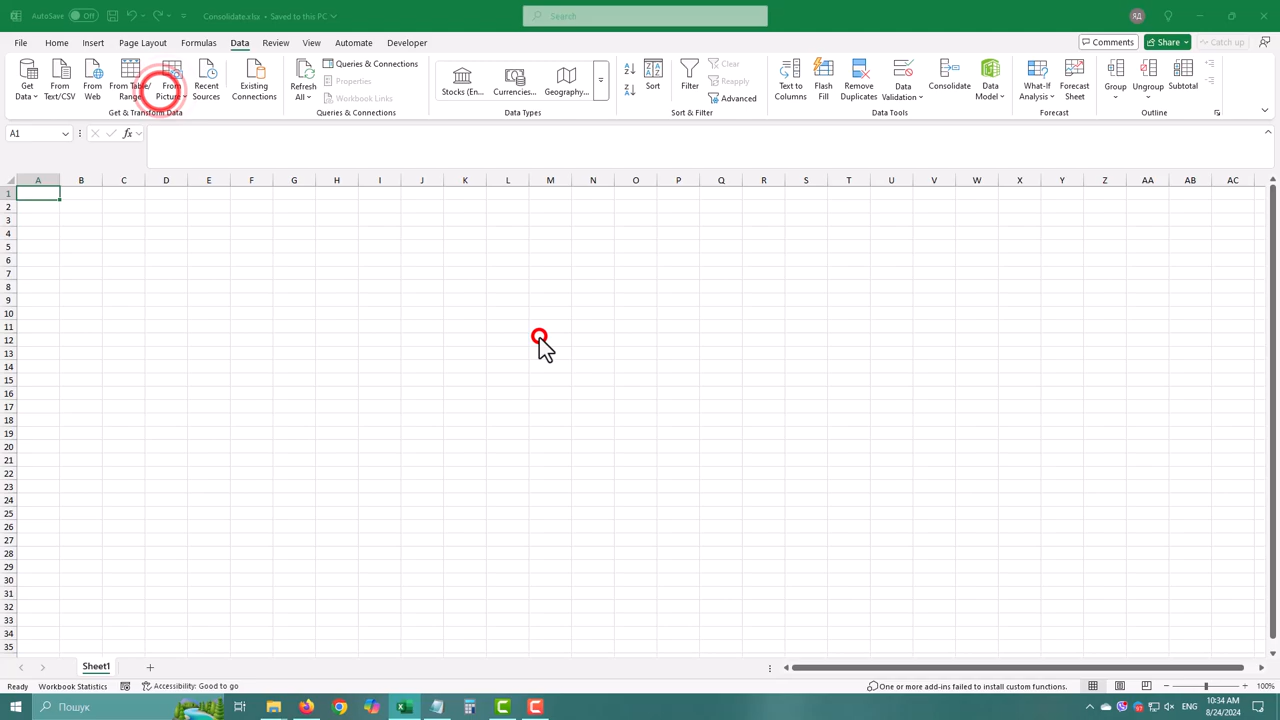 AutoSave Off Consolidate.xlsx • Saved to this PC Search ЯД
File Home Insert Page Layout Formulas Data Review View Automate Developer Comments Share Catch up
Get Data From Text/CSV From Web From Table/ Range From Picture Recent Sources Existing Connections
Refresh All Queries & Connections Properties Workbook Links
Stocks (En... Currencies... Geography...
Sort Filter Clear Reapply Advanced
Text to Columns Flash Fill Remove Duplicates Data Validation Consolidate Data Model
What-If Analysis Forecast Sheet Group Ungroup Subtotal
Get & Transform Data Queries & Connections Data Types Sort & Filter Data Tools Forecast Outline
A1 fx
A B C D E F G H I J K L M N O P Q R S T U V W X Y Z AA AB AC
1
2
3
4
5
6
7
8
9
10
11
12
13
14
15
16
17
18
19
20
21
22
23
24
25
26
27
28
29
30
31
32
33
34
35
Sheet1
Ready Workbook Statistics Accessibility: Good to go One or more add-ins failed to install custom functions. 100%
Пошук 10:34 AM
8/24/2024